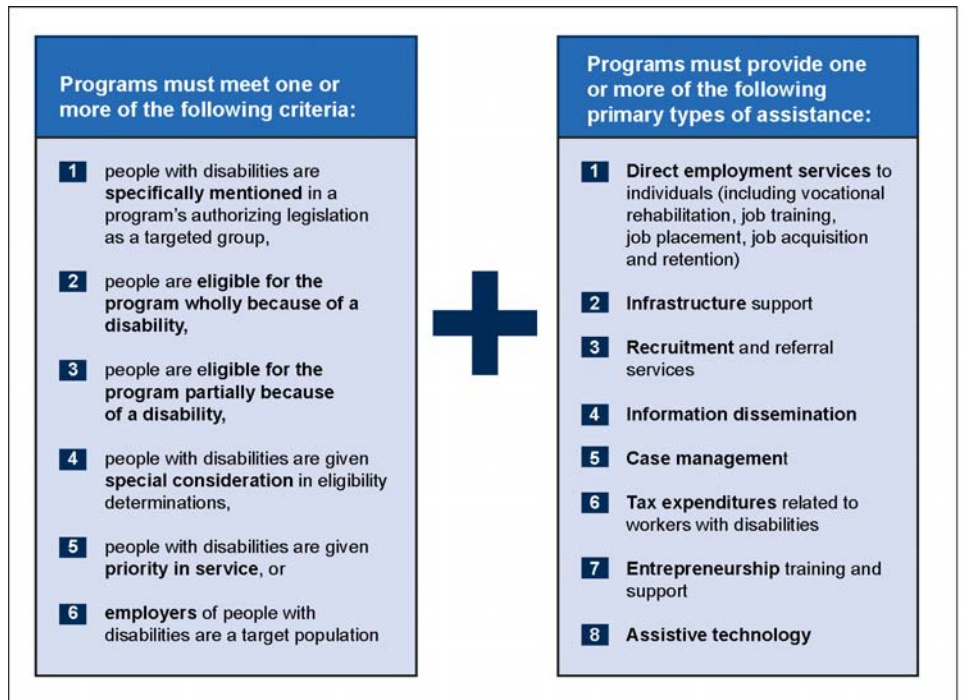 Programs must meet one or
more of the following criteria:
1 people with disabilities are
specifically mentioned in a
program's authorizing legislation
as a targeted group,
2 people are eligible for the
program wholly because of a
disability,
3 people are eligible for the
program partially because
of a disability,
4 people with disabilities are given
special consideration in eligibility
determinations,
5 people with disabilities are given
priority in service, or
6 employers of people with
disabilities are a target population
Programs must provide one
or more of the following
primary types of assistance:
1 Direct employment services to
individuals (including vocational
rehabilitation, job training,
job placement, job acquisition
and retention)
2 Infrastructure support
3 Recruitment and referral
services
4 Information dissemination
5 Case management
6 Tax expenditures related to
workers with disabilities
7 Entrepreneurship training and
support
8 Assistive technology